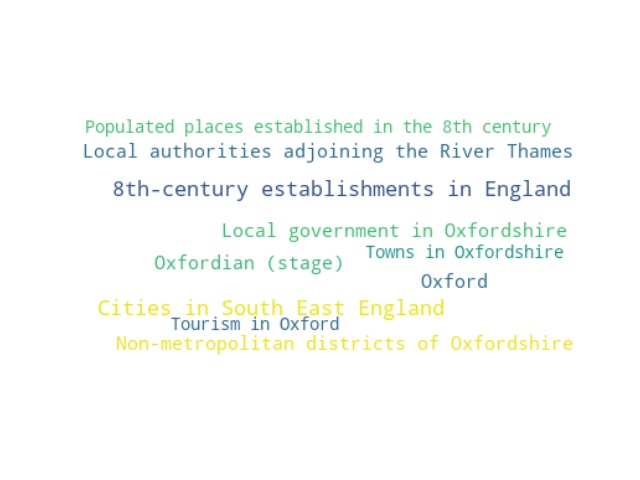 Populated places established in the 8th century
Local authorities adjoining the River Thames
8th-century establishments in England
Local government in Oxfordshire
Towns in Oxfordshire
Oxfordian (stage)
Oxford
Cities in South East England
Tourism in Oxford
Non-metropolitan districts of Oxfordshire